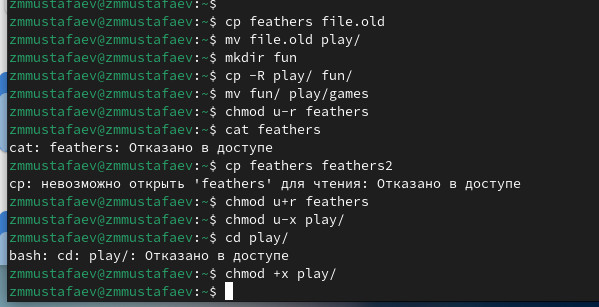 zmmustafaev@zmmustafaev:~$
zmmustafaev@zmmustafaev:~$ cp feathers file.old
zmmustafaev@zmmustafaev:~$ mv file.old play/
zmmustafaev@zmmustafaev:~$ mkdir fun
zmmustafaev@zmmustafaev:~$ cp -R play/ fun/
zmmustafaev@zmmustafaev:~$ mv fun/ play/games
zmmustafaev@zmmustafaev:~$ chmod u-r feathers
zmmustafaev@zmmustafaev:~$ cat feathers
cat: feathers: Отказано в доступе
zmmustafaev@zmmustafaev:~$ cp feathers feathers2
cp: невозможно открыть 'feathers' для чтения: Отказано в доступе
zmmustafaev@zmmustafaev:~$ chmod u+r feathers
zmmustafaev@zmmustafaev:~$ chmod u-x play/
zmmustafaev@zmmustafaev:~$ cd play/
bash: cd: play/: Отказано в доступе
zmmustafaev@zmmustafaev:~$ chmod +x play/
zmmustafaev@zmmustafaev:~$